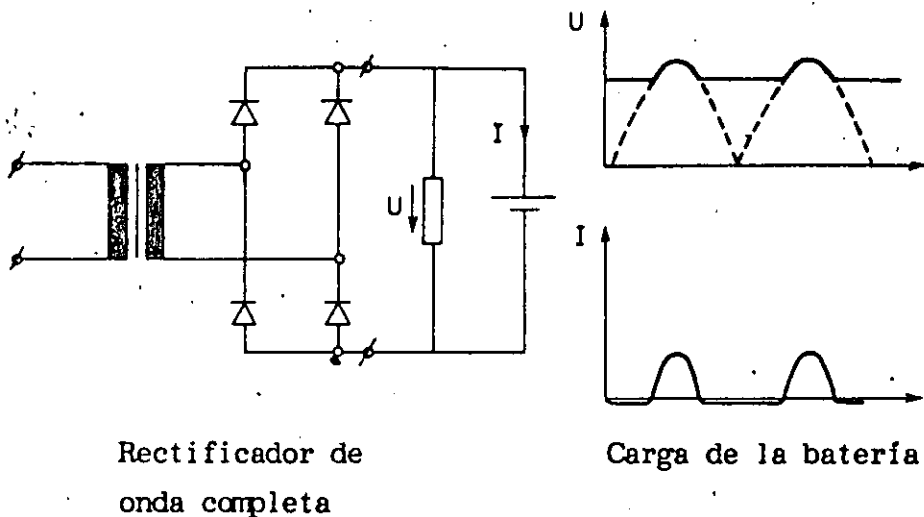 U
I
U
I
Rectificador de
onda completa
Carga de la batería